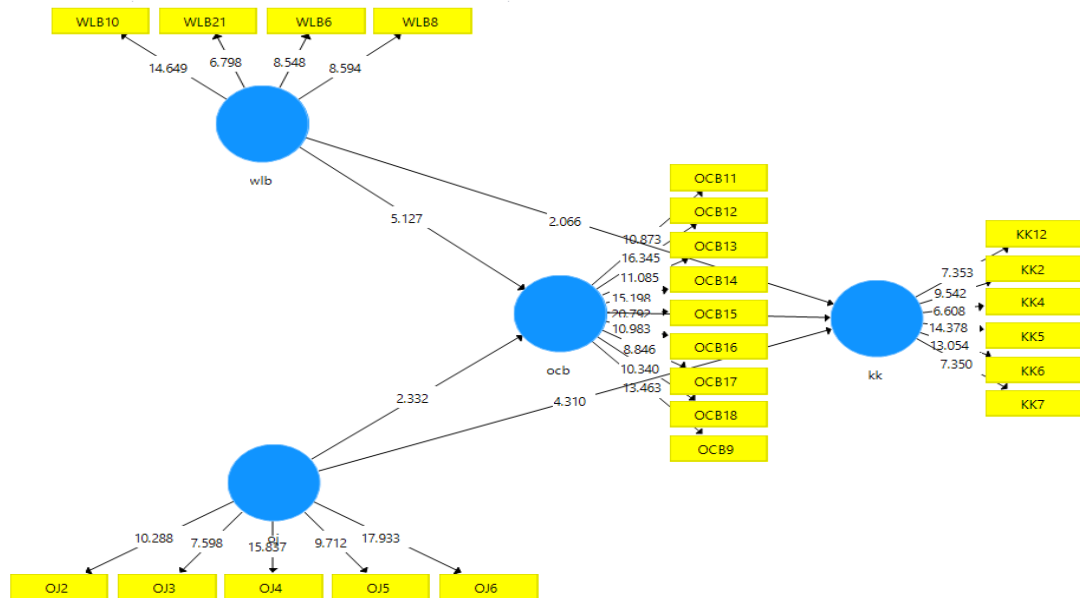 WLB10 WLB21 WLB6 WLB8
14.649 6.798 8.548 8.594
wlb
5.127 2.066
OCB11
OCB12
OCB13
OCB14
OCB15
OCB16
OCB17
OCB18
OCB9
10.873
16.345
11.085
15.198
20.792
10.983
8.846
10.340
13.463
ocb
KK12
KK2
KK4
KK5
KK6
KK7
7.353
9.542
6.608
14.378
13.054
7.350
kk
2.332 4.310
oj
10.288 7.598 15.837 9.712 17.933
OJ2 OJ3 OJ4 OJ5 OJ6